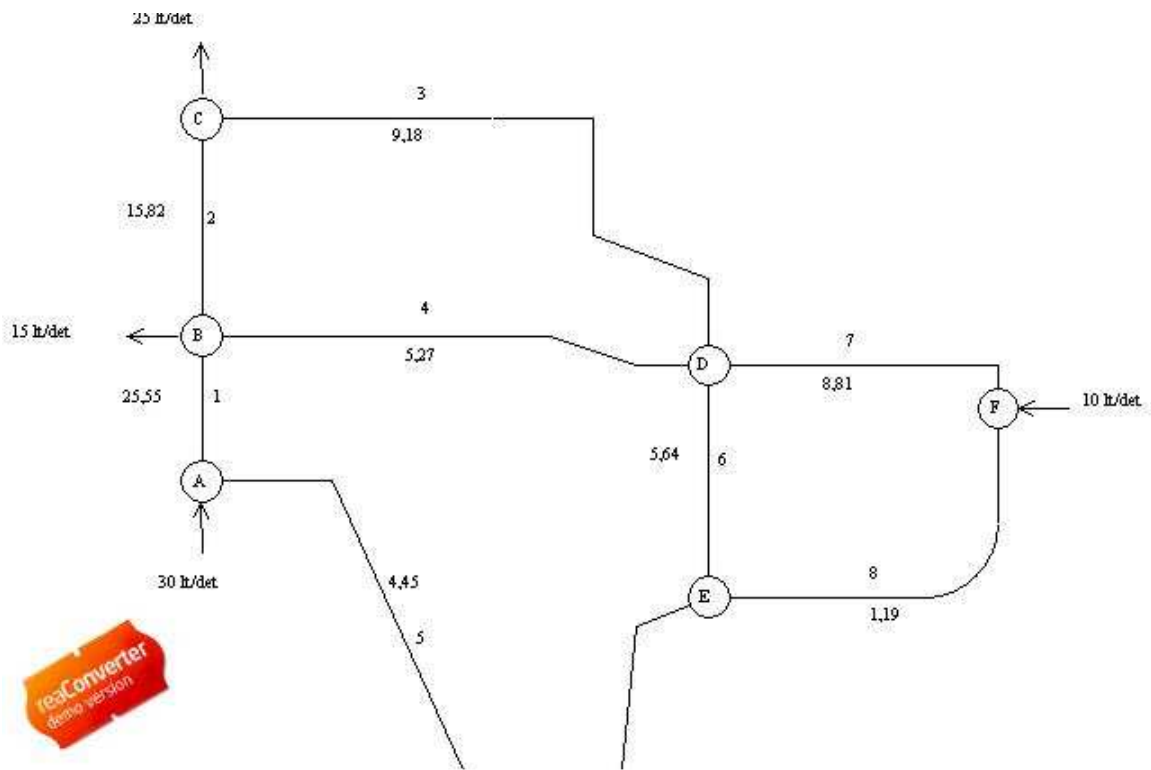 25 lt/det.
3
C
9,18
15,82
2
4
15 lt/det.
B
7
5,27
D
8,81
25,55
1
F
10 lt/det.
5,64
6
A
8
30 lt/det.
4,45
E
1,19
5
reaConverter
demo version